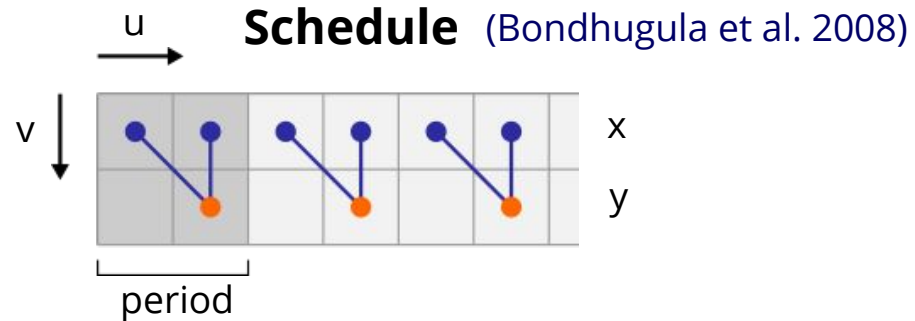 u
Schedule (Bondhugula et al. 2008)
v
x
y
period